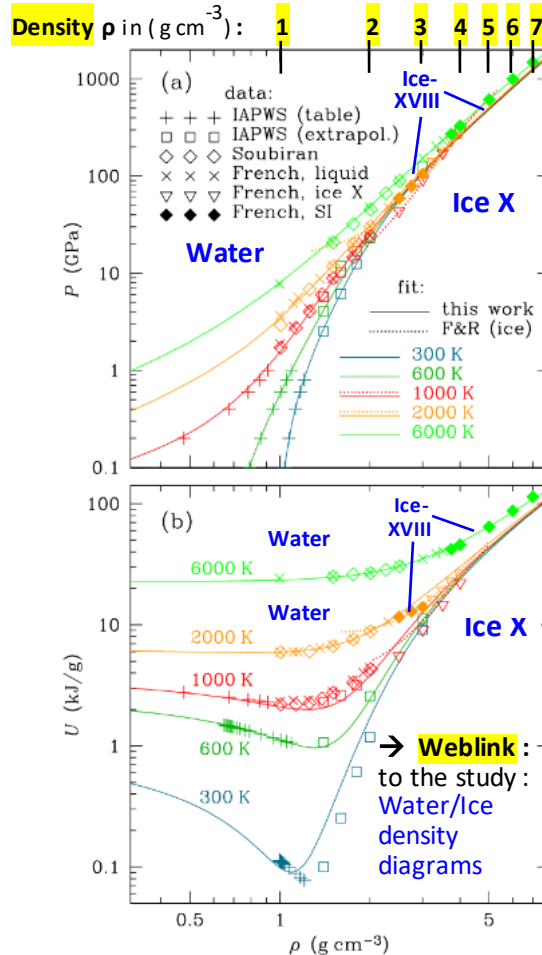 Density ρ in ( g cm⁻³ ) : 1 2 3 4 5 6 7
(a)
Ice-
XVIII
data:
IAPWS (table)
IAPWS (extrapol.)
Soubiran
French, liquid
French, ice X
French, SI
Water
Ice X
fit:
this work
F&R (ice)
300 K
600 K
1000 K
2000 K
6000 K
P (GPa)
1000
100
10
1
0.1
(b)
Ice-
XVIII
Water
6000 K
Water
2000 K
Ice X
1000 K
600 K
300 K
→ Weblink :
to the study :
Water/Ice
density
diagrams
U (kJ/g)
100
10
1
0.1
0.5 1 5
ρ (g cm⁻³)